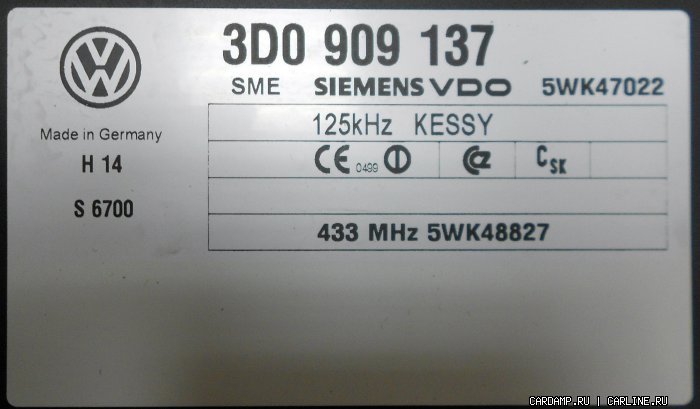 3D0 909 137
SME SIEMENS VDO 5WK47022
Made in Germany
H 14
S 6700
125kHz KESSY
CE 0499 CZ CSK
433 MHz 5WK48827
CARDAMP.RU | CARLINE.RU